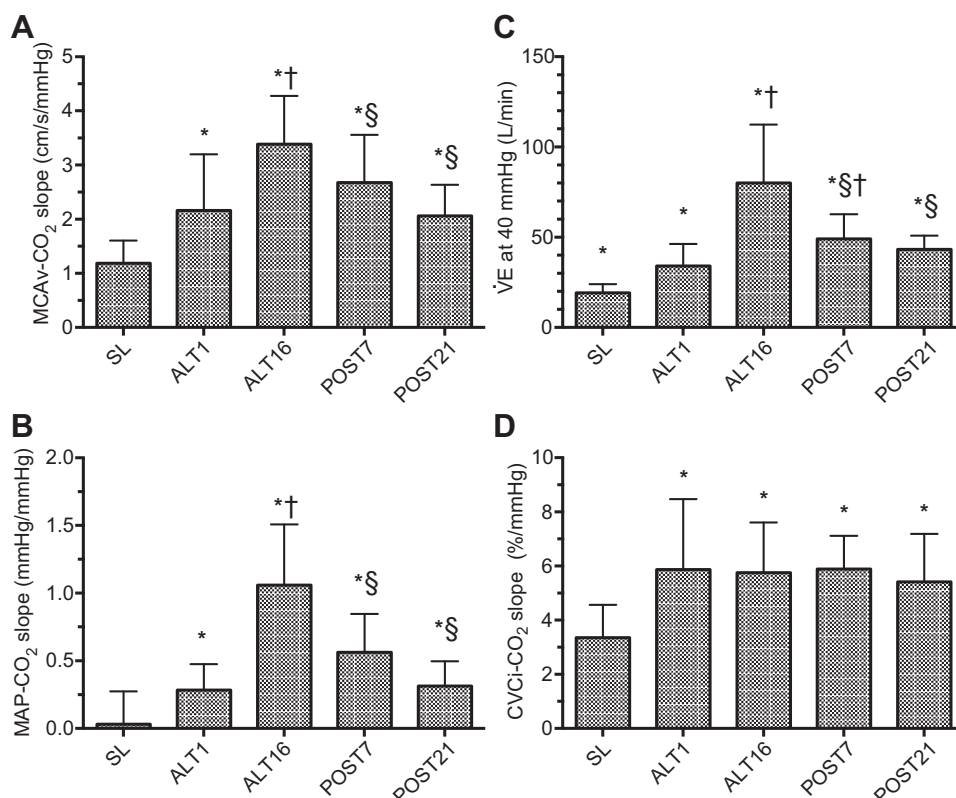 A
MCAv-CO₂ slope (cm/s/mmHg)
5
4
3
2
1
0
*
*†
*§
*§
SL
ALT1
ALT16
POST7
POST21
B
MAP-CO₂ slope (mmHg/mmHg)
2.0
1.5
1.0
0.5
0.0
*
*†
*§
*§
SL
ALT1
ALT16
POST7
POST21
C
V̇E at 40 mmHg (L/min)
150
100
50
0
*
*
*†
*§†
*§
SL
ALT1
ALT16
POST7
POST21
D
CVCi-CO₂ slope (%/mmHg)
10
8
6
4
2
0
*
*
*
*
SL
ALT1
ALT16
POST7
POST21